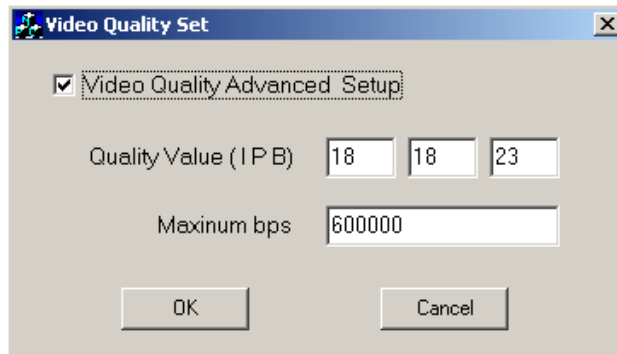 Video Quality Set
Video Quality Advanced Setup
Quality Value ( I P B) 18 18 23
Maxinum bps 600000
OK Cancel